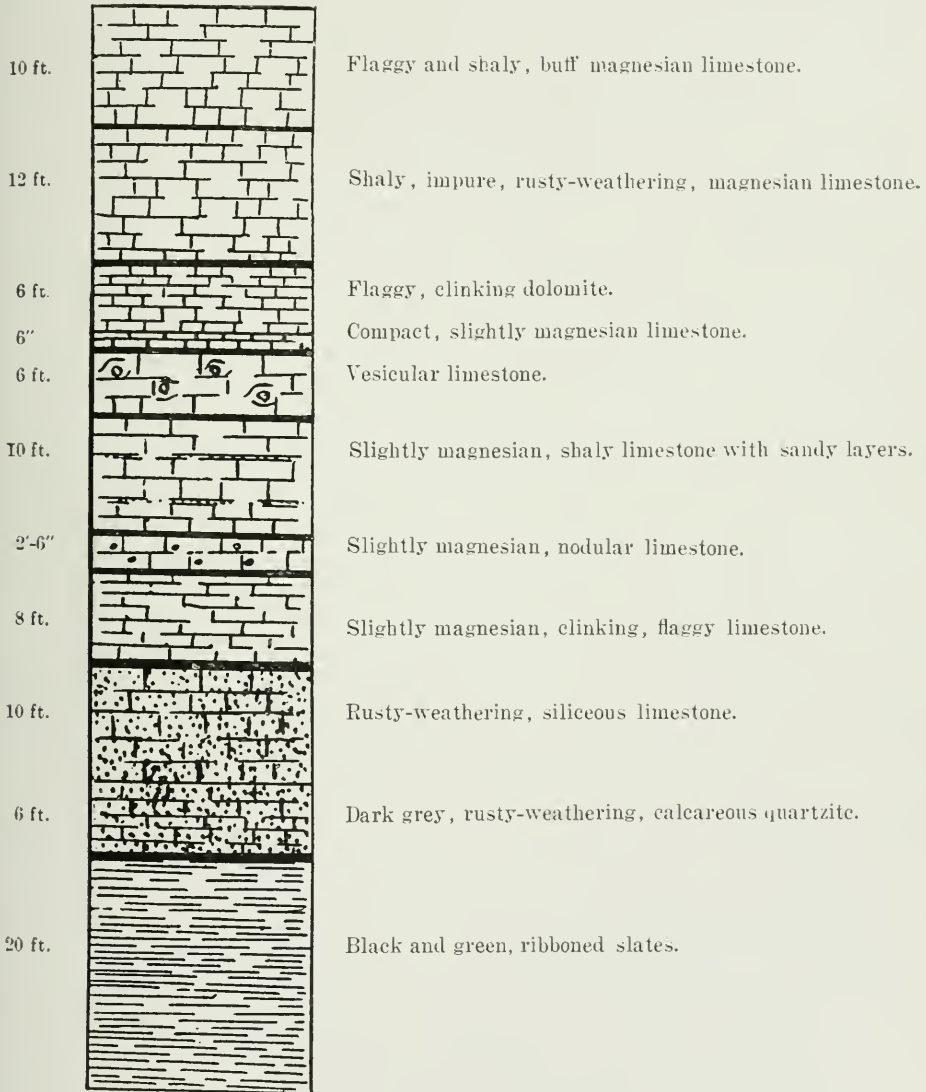 10 ft. Flaggy and shaly, buff magnesian limestone.
12 ft. Shaly, impure, rusty-weathering, magnesian limestone.
6 ft. Flaggy, clinking dolomite.
6" Compact, slightly magnesian limestone.
6 ft. Vesicular limestone.
10 ft. Slightly magnesian, shaly limestone with sandy layers.
2'-6" Slightly magnesian, nodular limestone.
8 ft. Slightly magnesian, clinking, flaggy limestone.
10 ft. Rusty-weathering, siliceous limestone.
6 ft. Dark grey, rusty-weathering, calcareous quartzite.
20 ft. Black and green, ribboned slates.